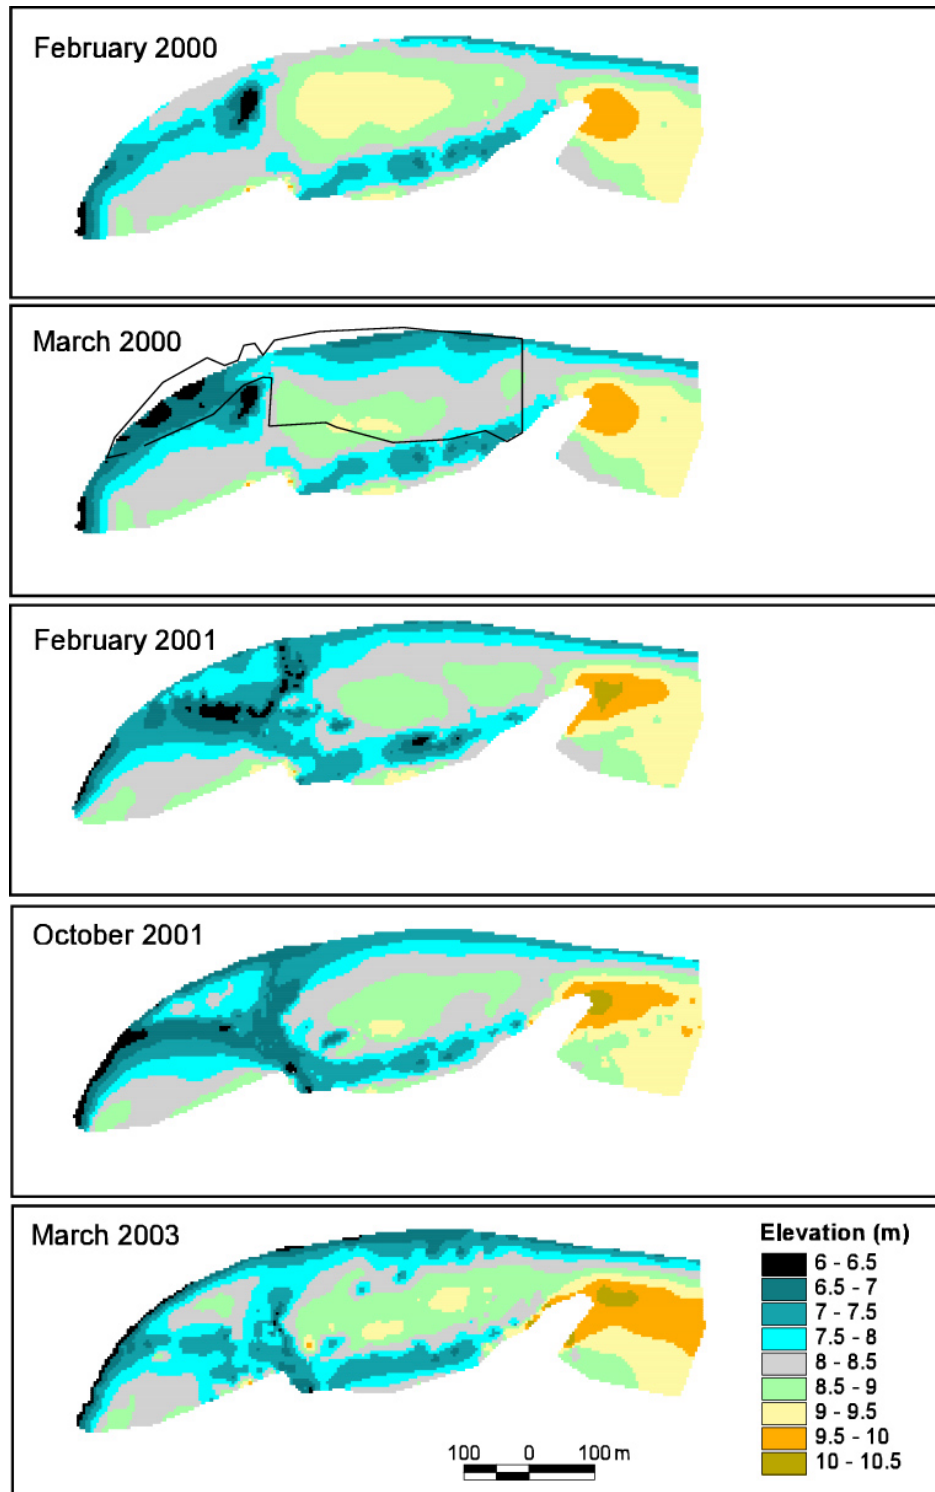 February 2000
March 2000
February 2001
October 2001
March 2003
Elevation (m)
6 - 6.5
6.5 - 7
7 - 7.5
7.5 - 8
8 - 8.5
8.5 - 9
9 - 9.5
9.5 - 10
10 - 10.5
100 0 100 m